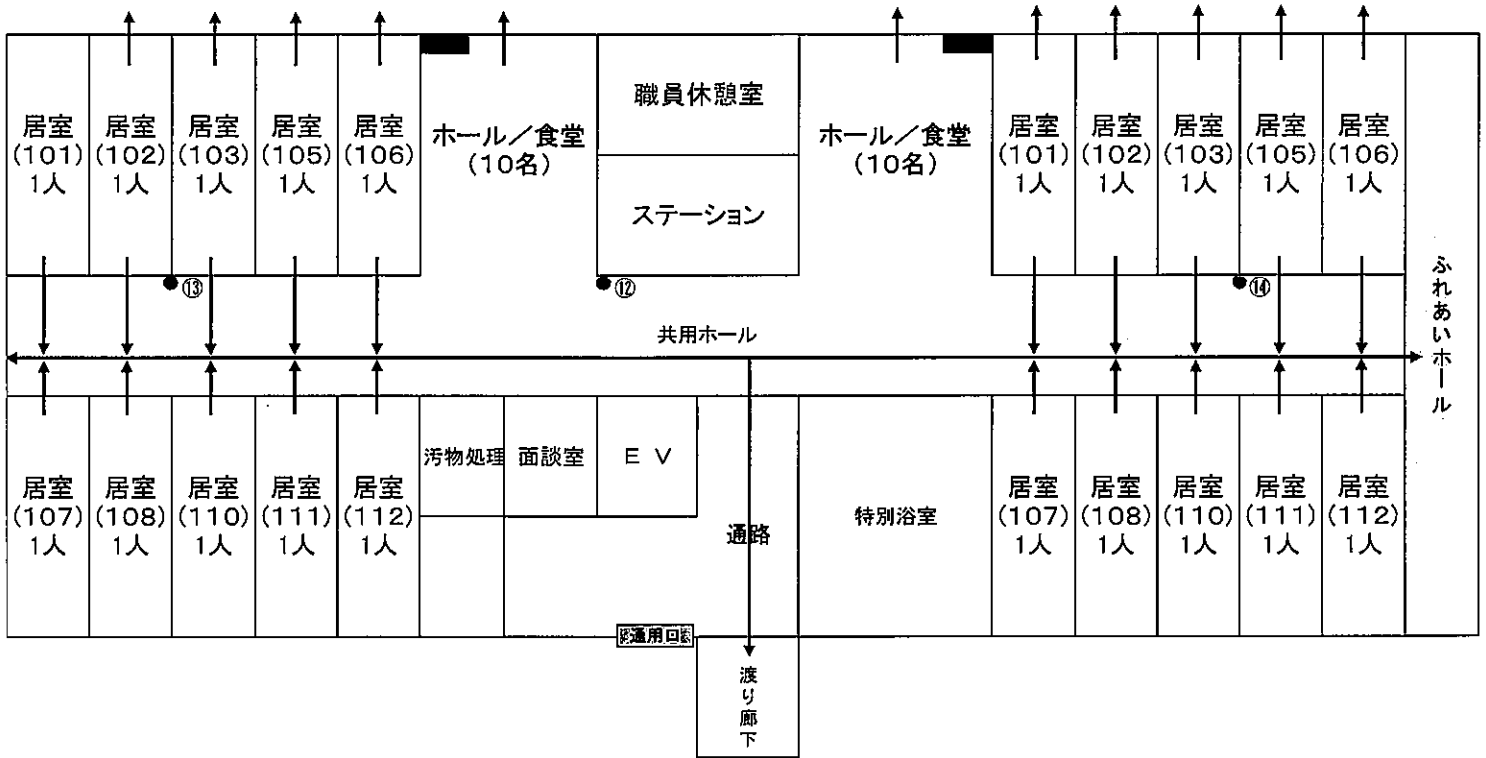 職員休憩室
居室
(101)
1人
居室
(102)
1人
居室
(103)
1人
居室
(105)
1人
居室
(106)
1人
ホール／食堂
(10名)
ステーション
ホール／食堂
(10名)
居室
(101)
1人
居室
(102)
1人
居室
(103)
1人
居室
(105)
1人
居室
(106)
1人
⑬
⑫
⑭
ふれあいホール
共用ホール
居室
(107)
1人
居室
(108)
1人
居室
(110)
1人
居室
(111)
1人
居室
(112)
1人
汚物処理
面談室
ＥＶ
通路
特別浴室
居室
(107)
1人
居室
(108)
1人
居室
(110)
1人
居室
(111)
1人
居室
(112)
1人
通用口
渡り廊下